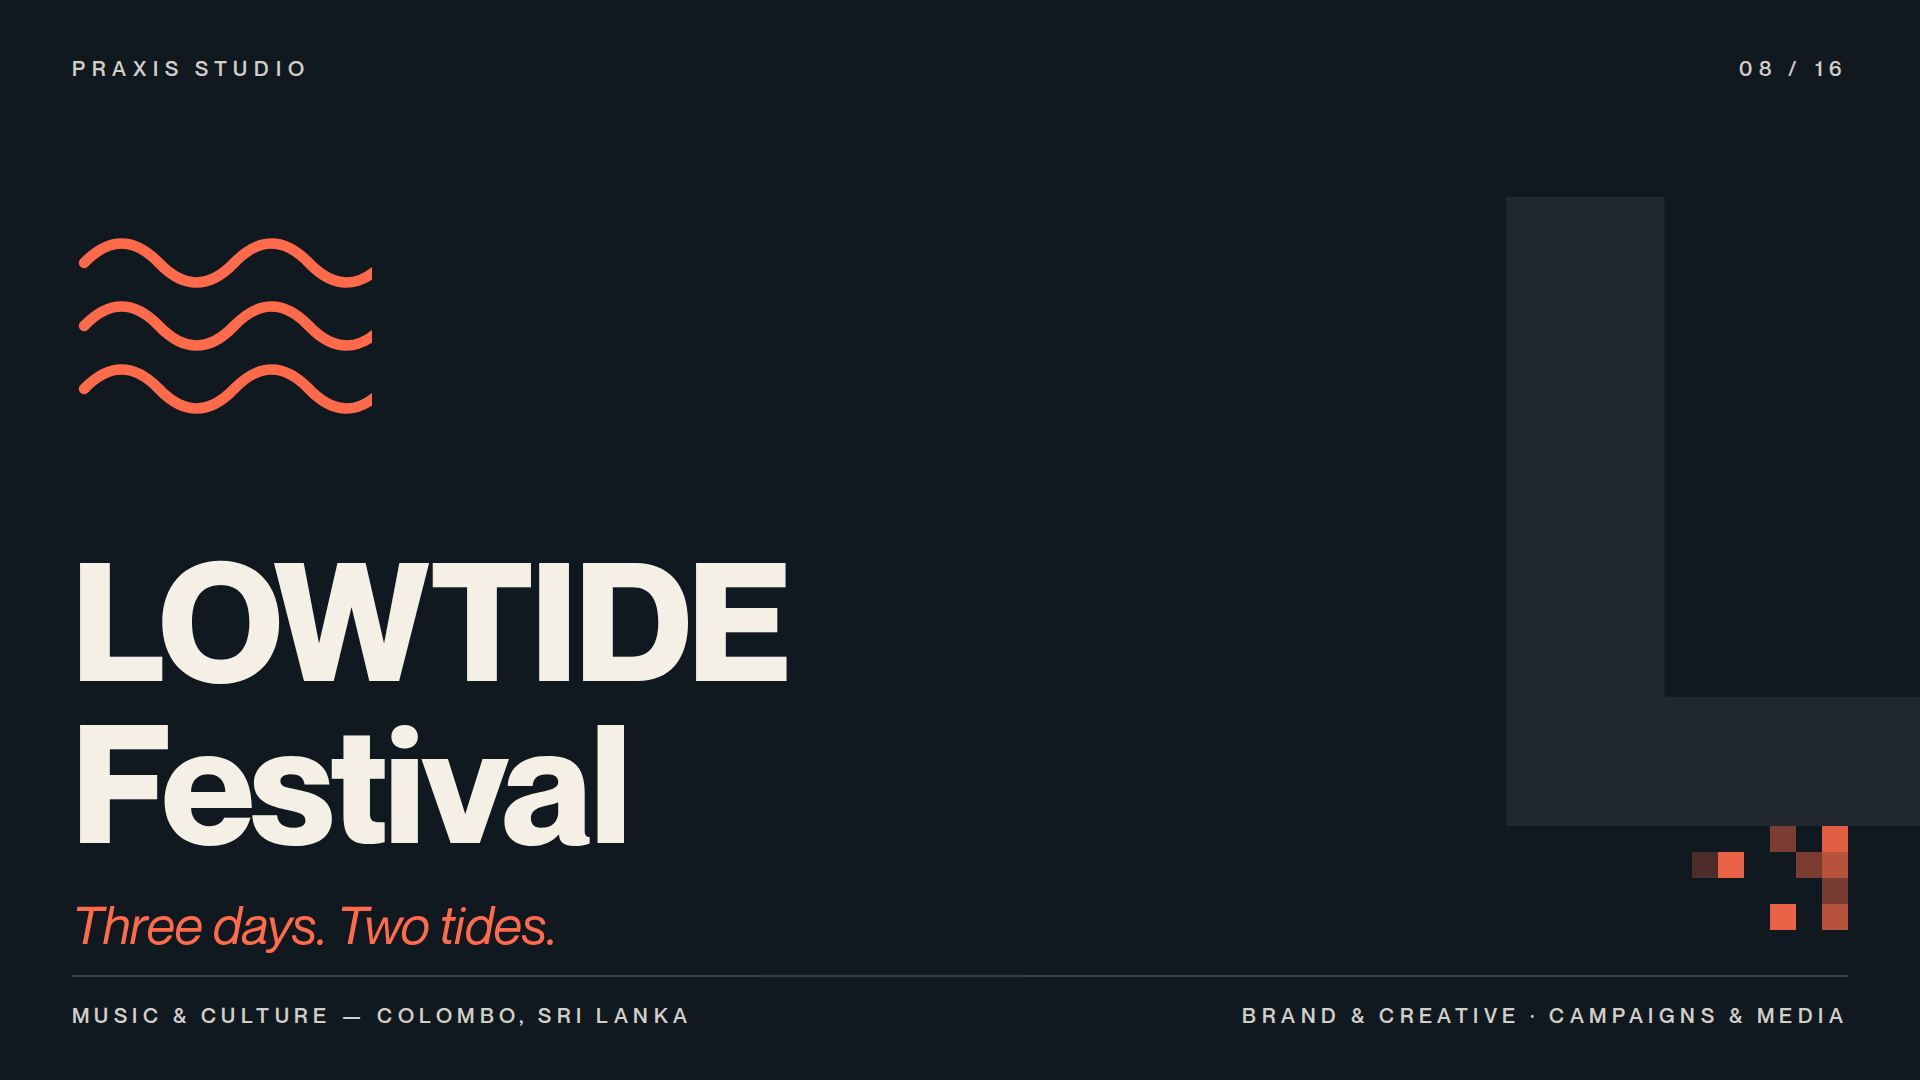 PRAXIS STUDIO
08 / 16
L
LOWTIDE
Festival
Three days. Two tides.
MUSIC & CULTURE — COLOMBO, SRI LANKA
BRAND & CREATIVE · CAMPAIGNS & MEDIA